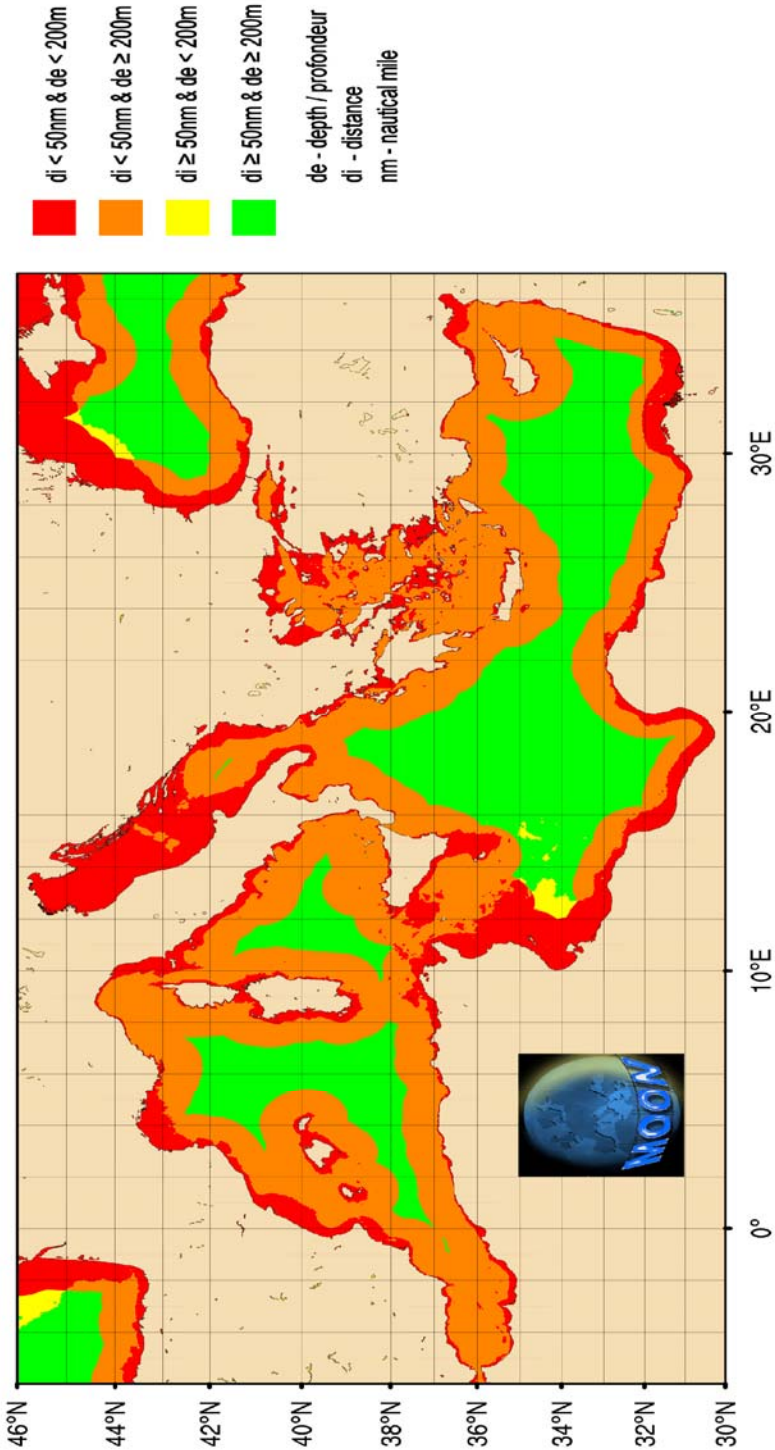 di < 50nm & de < 200m
di < 50nm & de ≥ 200m
di ≥ 50nm & de < 200m
di ≥ 50nm & de ≥ 200m
de - depth / profondeur
di - distance
nm - nautical mile
46°N
44°N
42°N
40°N
38°N
36°N
34°N
32°N
30°N
0°
10°E
20°E
30°E
MOON